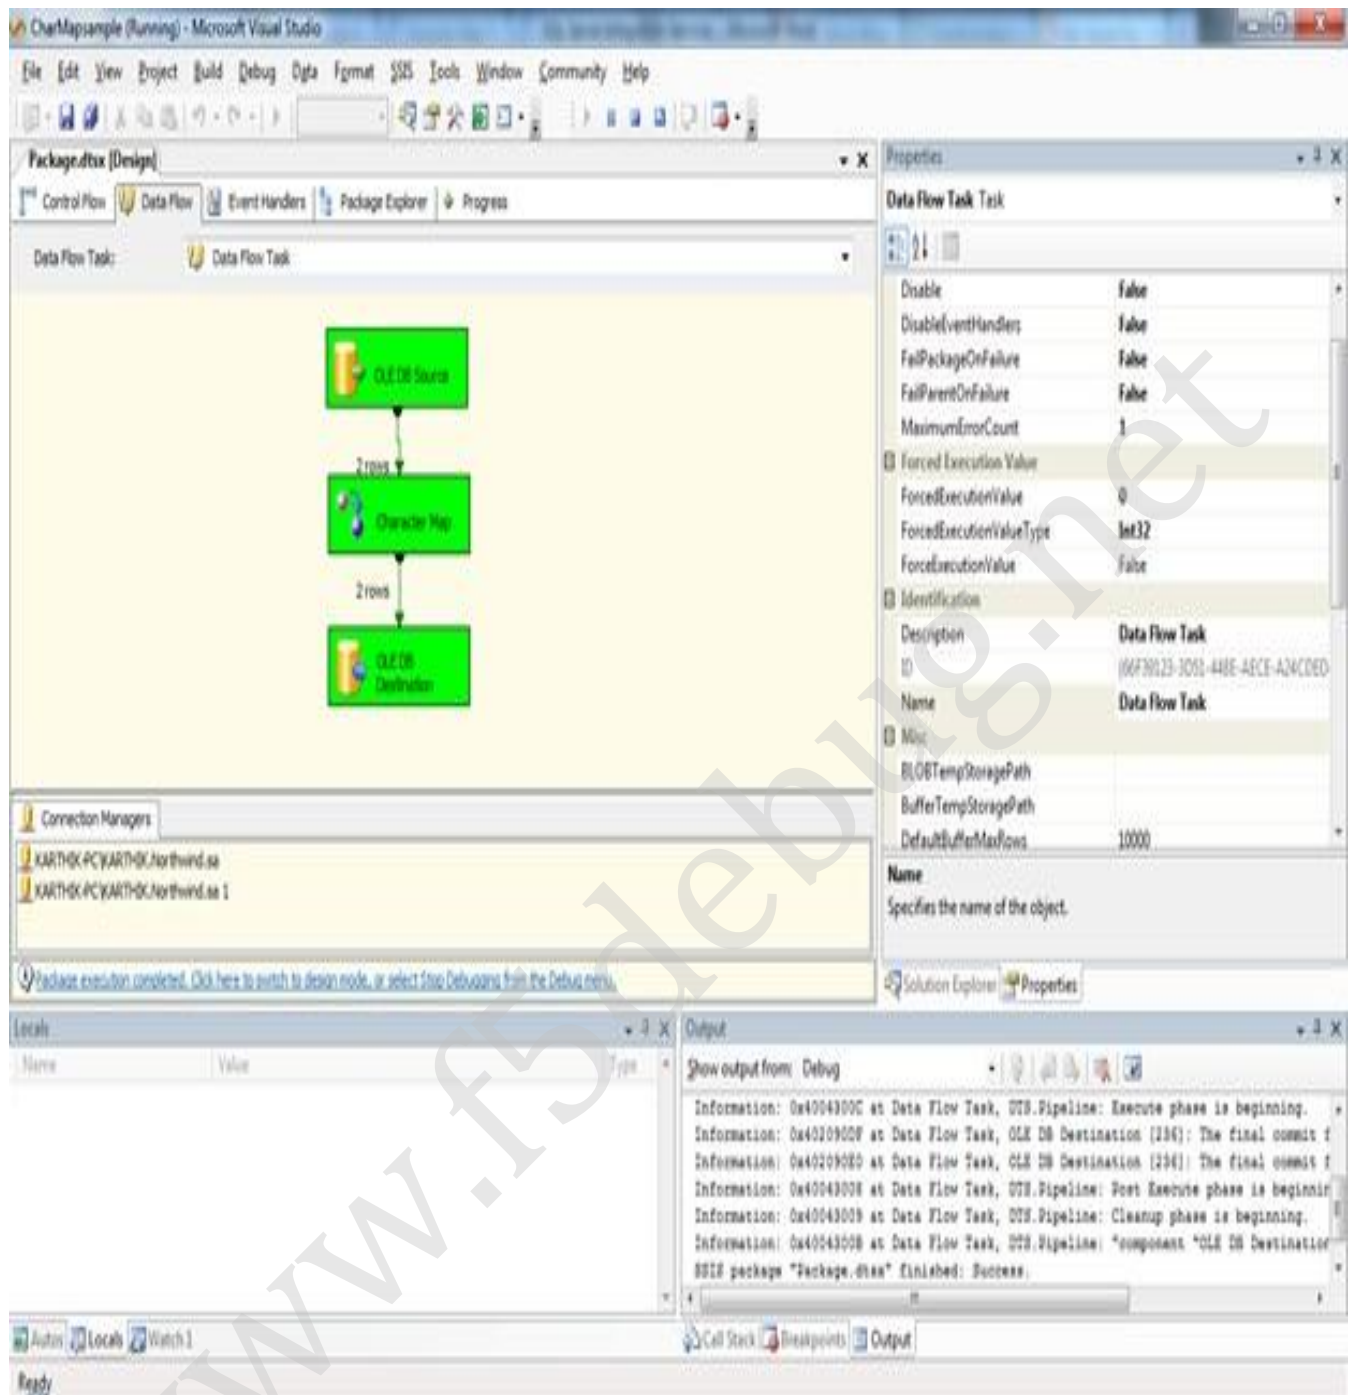 CharMapsample (Running) - Microsoft Visual Studio
File Edit View Project Build Debug Data Format SSIS Tools Window Community Help
Package.dtsx [Design]
Control Flow Data Flow Event Handlers Package Explorer Progress
Data Flow Task: Data Flow Task
OLE DB Source
2 rows
Character Map
2 rows
OLE DB
Destination
Connection Managers
KARTHIK-PC\KARTHIK.Northwind.sa
KARTHIK-PC\KARTHIK.Northwind.sa 1
Package execution completed. Click here to switch to design mode, or select Stop Debugging from the Debug menu.
Properties
Data Flow Task Task
Disable False
DisableEventHandlers False
FailPackageOnFailure False
FailParentOnFailure False
MaximumErrorCount 1
Forced Execution Value
ForcedExecutionValue 0
ForcedExecutionValueType Int32
ForceExecutionValue False
Identification
Description Data Flow Task
ID
Name Data Flow Task
Misc
BLOBTempStoragePath
BufferTempStoragePath
DefaultBufferMaxRows 10000
Name
Specifies the name of the object.
Solution Explorer Properties
Locals
Name Value Type
Autos Locals Watch 1
Output
Show output from: Debug
Information: 0x4004300C at Data Flow Task, DTS.Pipeline: Execute phase is beginning.
Information: 0x402090DF at Data Flow Task, OLE DB Destination [236]: The final commit f
Information: 0x402090E0 at Data Flow Task, OLE DB Destination [236]: The final commit f
Information: 0x40043008 at Data Flow Task, DTS.Pipeline: Post Execute phase is beginnin
Information: 0x40043009 at Data Flow Task, DTS.Pipeline: Cleanup phase is beginning.
Information: 0x4004300B at Data Flow Task, DTS.Pipeline: "component "OLE DB Destination
SSIS package "Package.dtsx" finished: Success.
Call Stack Breakpoints Output
Ready
www.f5debug.net